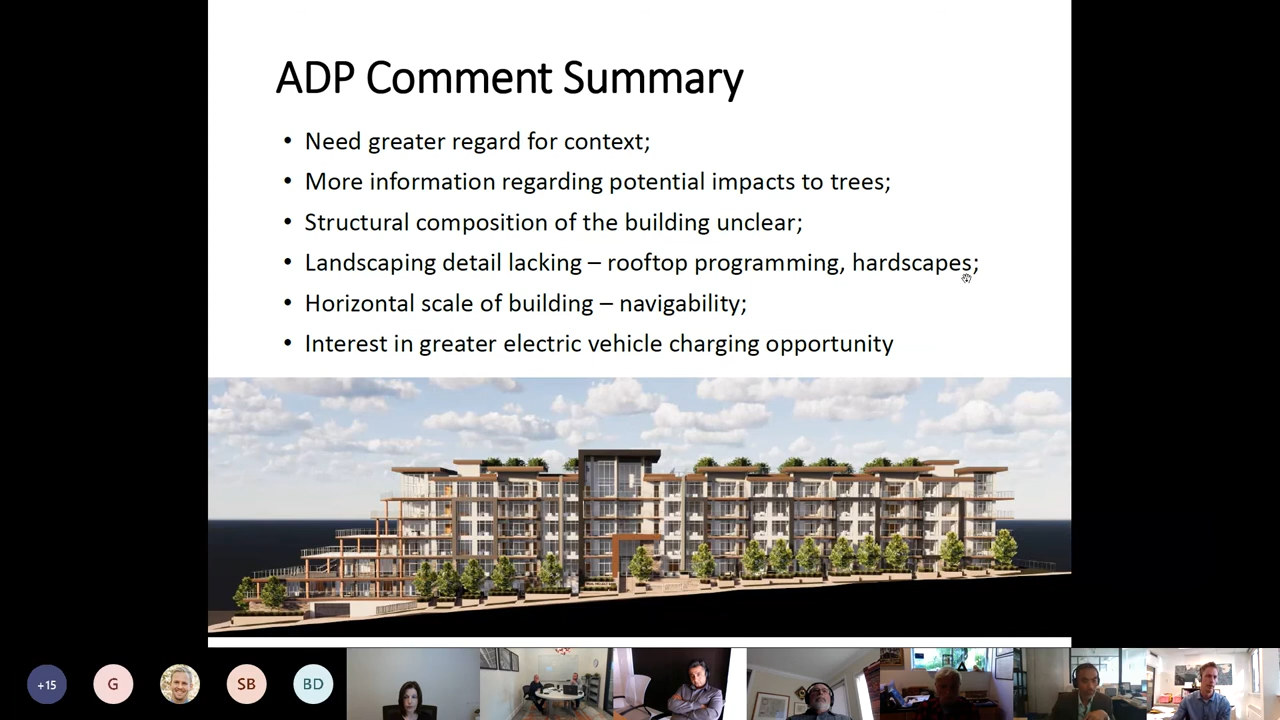 ADP Comment Summary
• Need greater regard for context;
• More information regarding potential impacts to trees;
• Structural composition of the building unclear;
• Landscaping detail lacking – rooftop programming, hardscapes;
• Horizontal scale of building – navigability;
• Interest in greater electric vehicle charging opportunity
+15
G
SB
BD